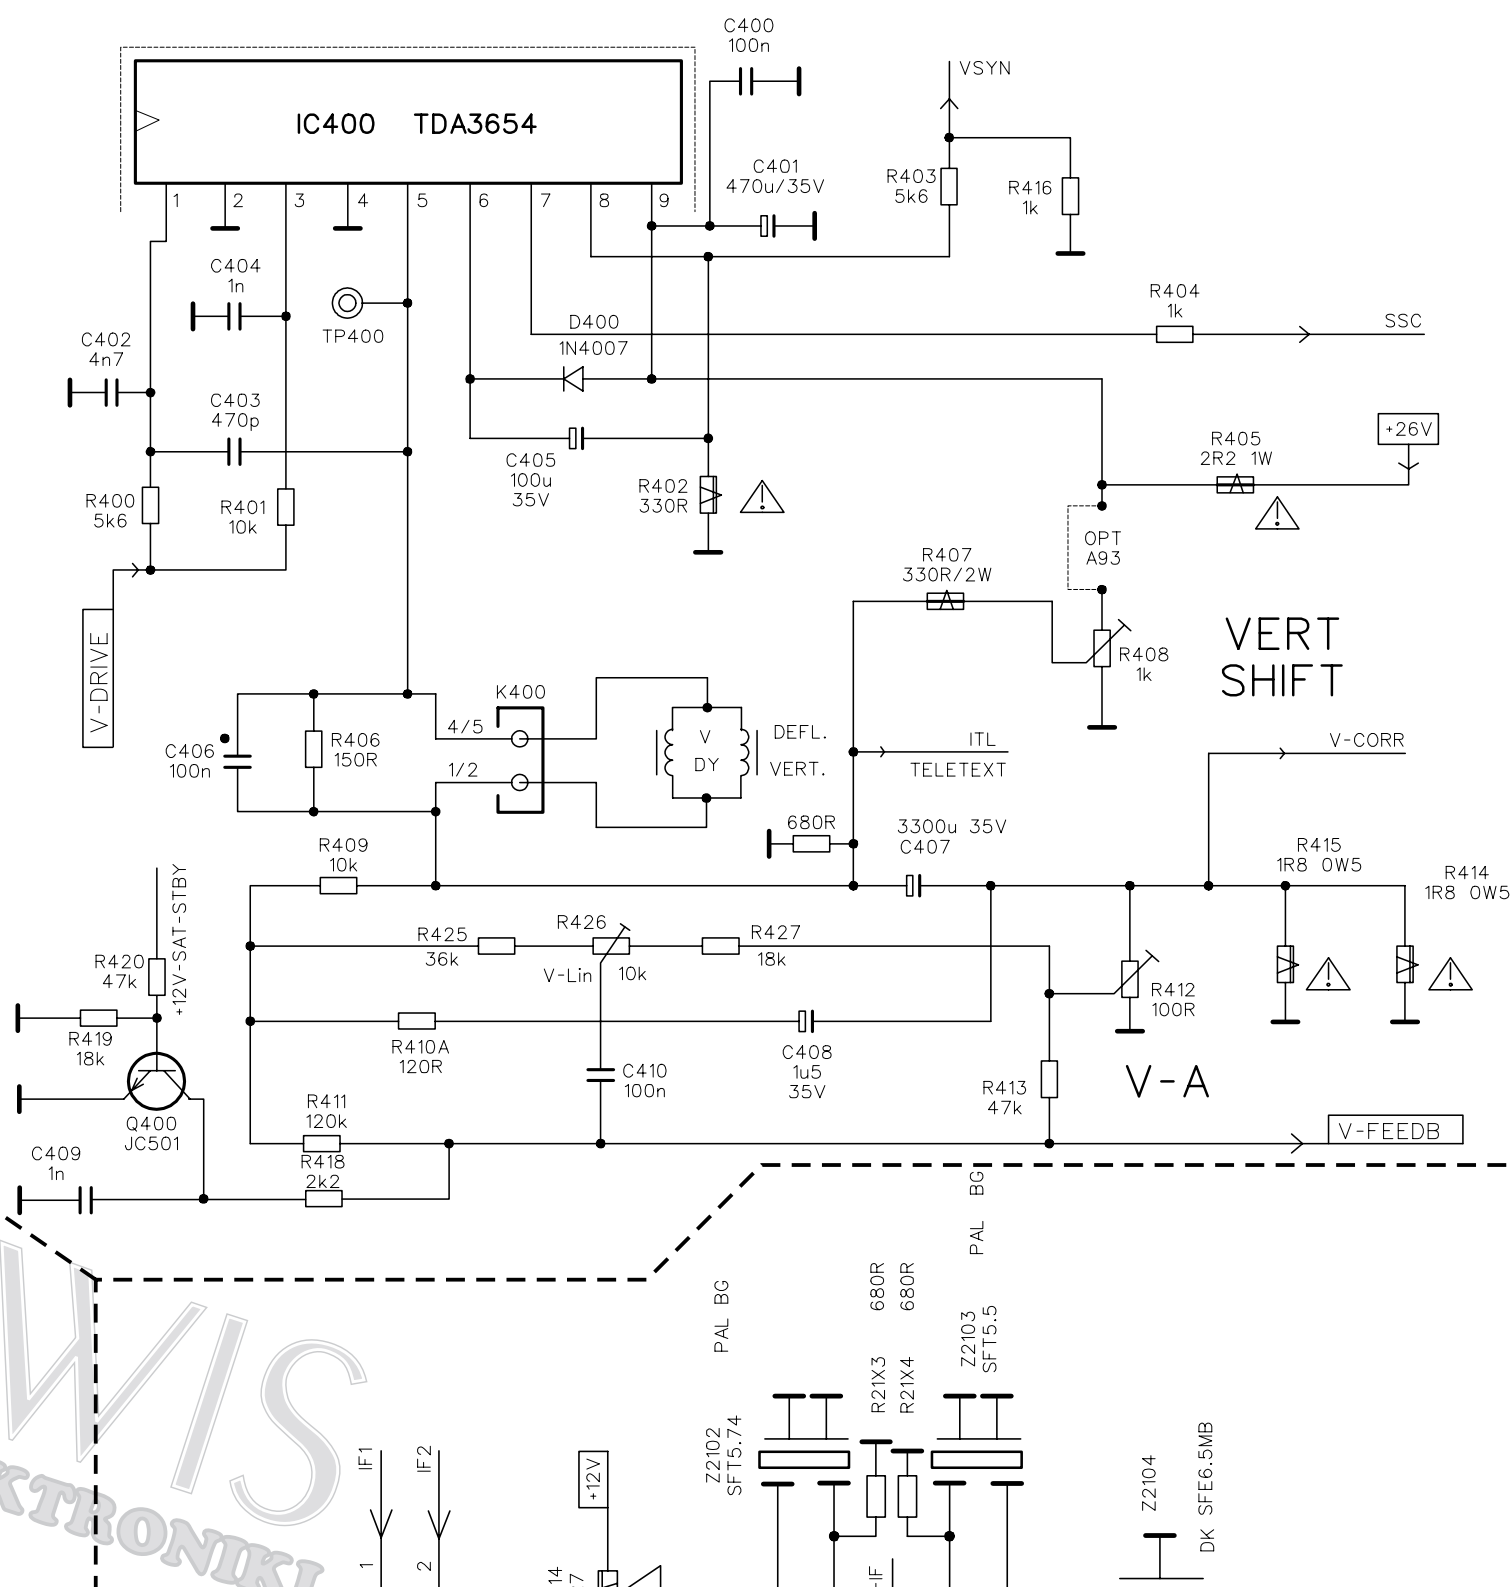 C400
100n
VSYN
IC400 TDA3654
C401
470u/35V
R403
5k6
R416
1k
1 2 3 4 5 6 7 8 9
C404
1n
TP400
C402
4n7
D400
1N4007
R404
1k
SSC
C403
470p
C405
100u
35V
R402
330R
R405
2R2 1W
+26V
R400
5k6
R401
10k
OPT
A93
R407
330R/2W
V-DRIVE
R408
1k
VERT
SHIFT
K400
4/5
1/2
C406
100n
R406
150R
V
DY
DEFL.
VERT.
ITL
TELETEXT
V-CORR
680R
3300u 35V
C407
R409
10k
R415
1R8 0W5
R414
1R8 0W5
+12V-SAT-STBY
R420
47k
R425
36k
R426
10k
V-Lin
R427
18k
R412
100R
R419
18k
R410A
120R
C408
1u5
35V
C410
100n
R413
47k
V-A
Q400
JC501
R411
120k
R418
2k2
C409
1n
V-FEEDB
PAL BG
PAL BG
680R
680R
R21X3
R21X4
Z2103
SFT5.5
Z2102
SFT5.74
Z2104
DK SFE6.5MB
IF1
IF2
+12V
1
2
14
7
-IF
WIS
KTRONIKI